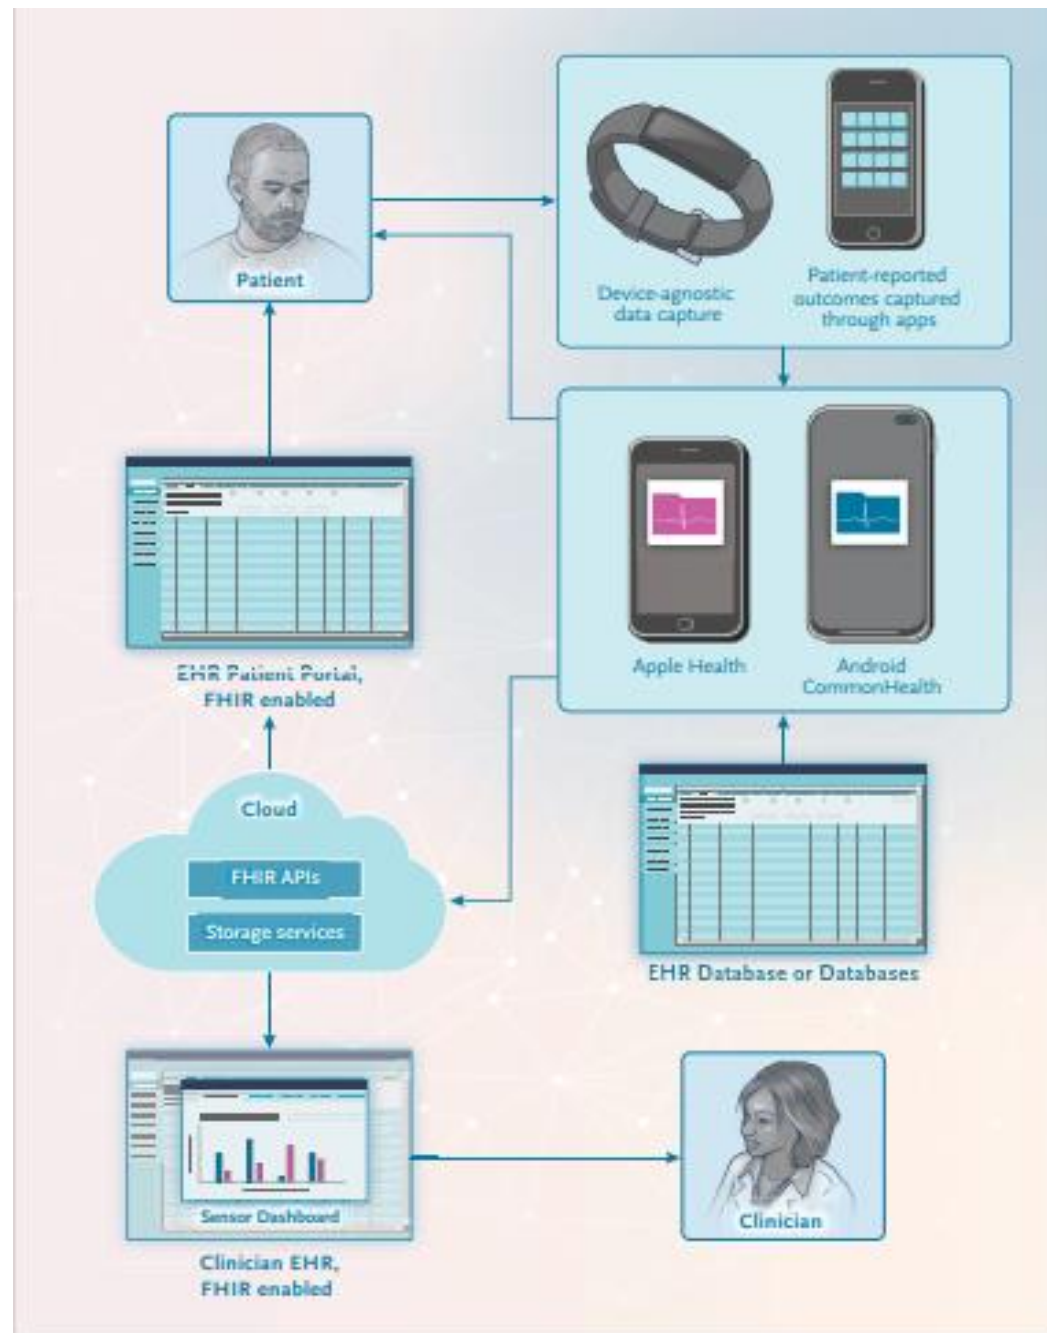 Patient
Device-agnostic
data capture
Patient-reported
outcomes captured
through apps
Apple Health
Android
CommonHealth
EHR Patient Portal,
FHIR enabled
Cloud
FHIR APIs
Storage services
EHR Database or Databases
Sensor Dashboard
Clinician EHR,
FHIR enabled
Clinician